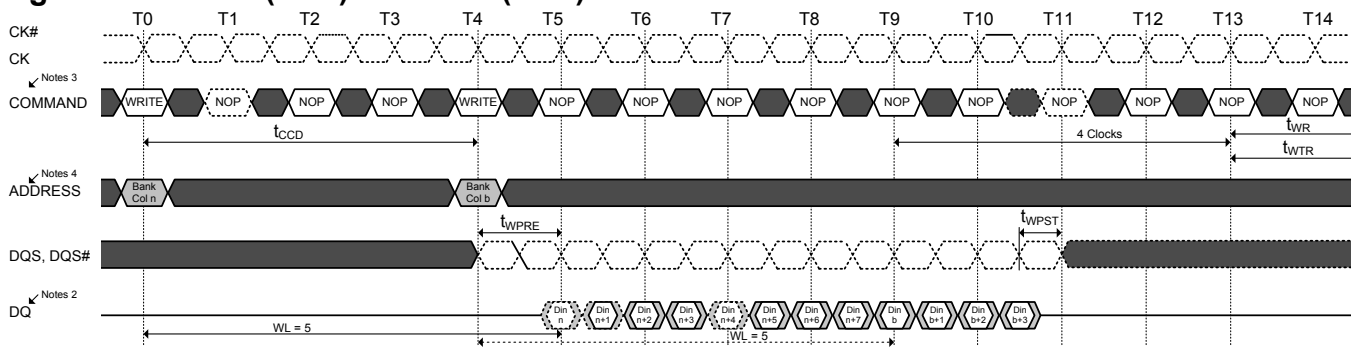 T0 T1 T2 T3 T4 T5 T6 T7 T8 T9 T10 T11 T12 T13 T14
CK#
CK
Notes 3
COMMAND WRITE NOP NOP NOP WRITE NOP NOP NOP NOP NOP NOP NOP NOP NOP NOP
tCCD 4 Clocks tWR
tWTR
Notes 4
ADDRESS
Bank Bank
Col n Col b
tWPRE tWPST
DQS, DQS#
Notes 2
DQ
Din Din Din Din Din Din Din Din Din Din Din Din
n n+1 n+2 n+3 n+4 n+5 n+6 n+7 b b+1 b+2 b+3
WL = 5 WL = 5